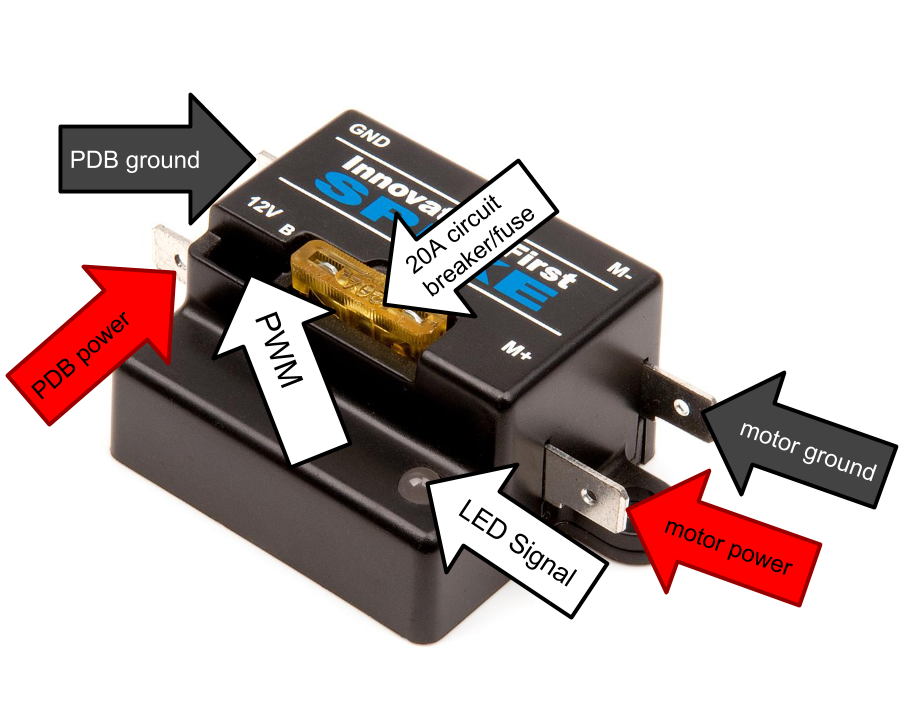 GND
PDB ground
Innovat
First
12V
B
20A circuit
breaker/fuse
M-
PDB power
PWM
M+
motor ground
LED Signal
motor power